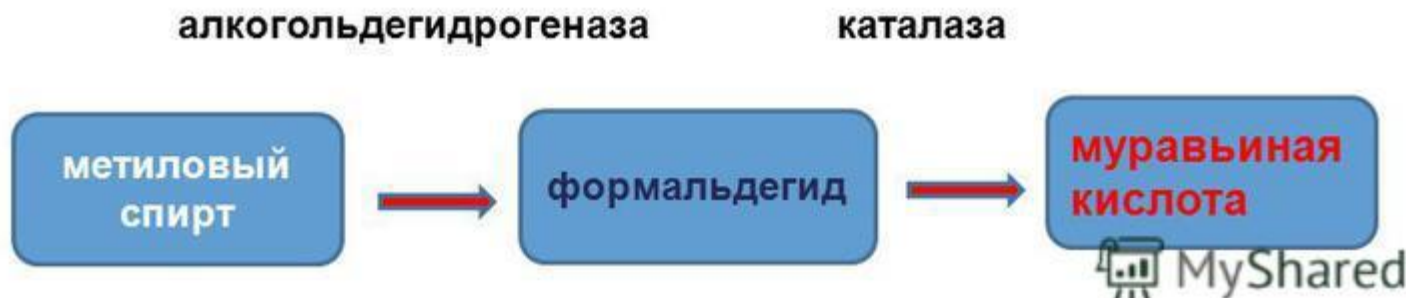 алкогольдегидрогеназа каталаза
метиловый
спирт
формальдегид
муравьиная
кислота
MyShared